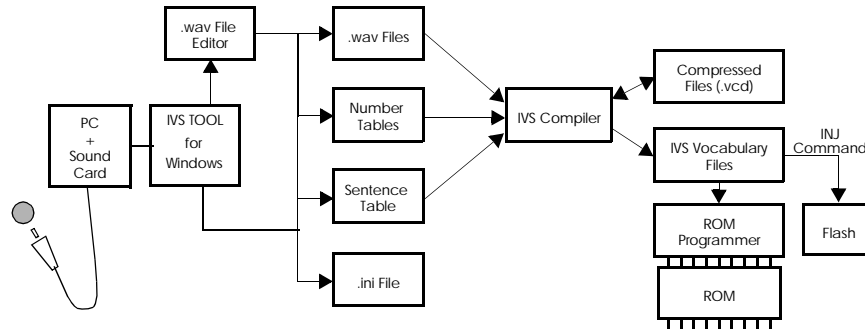 .wav File
Editor
.wav Files
Compressed
Files (.vcd)
PC
+
Sound
Card
IVS TOOL
for
Windows
Number
Tables
IVS Compiler
IVS Vocabulary
Files
INJ
Command
Sentence
Table
ROM
Programmer
Flash
.ini File
ROM